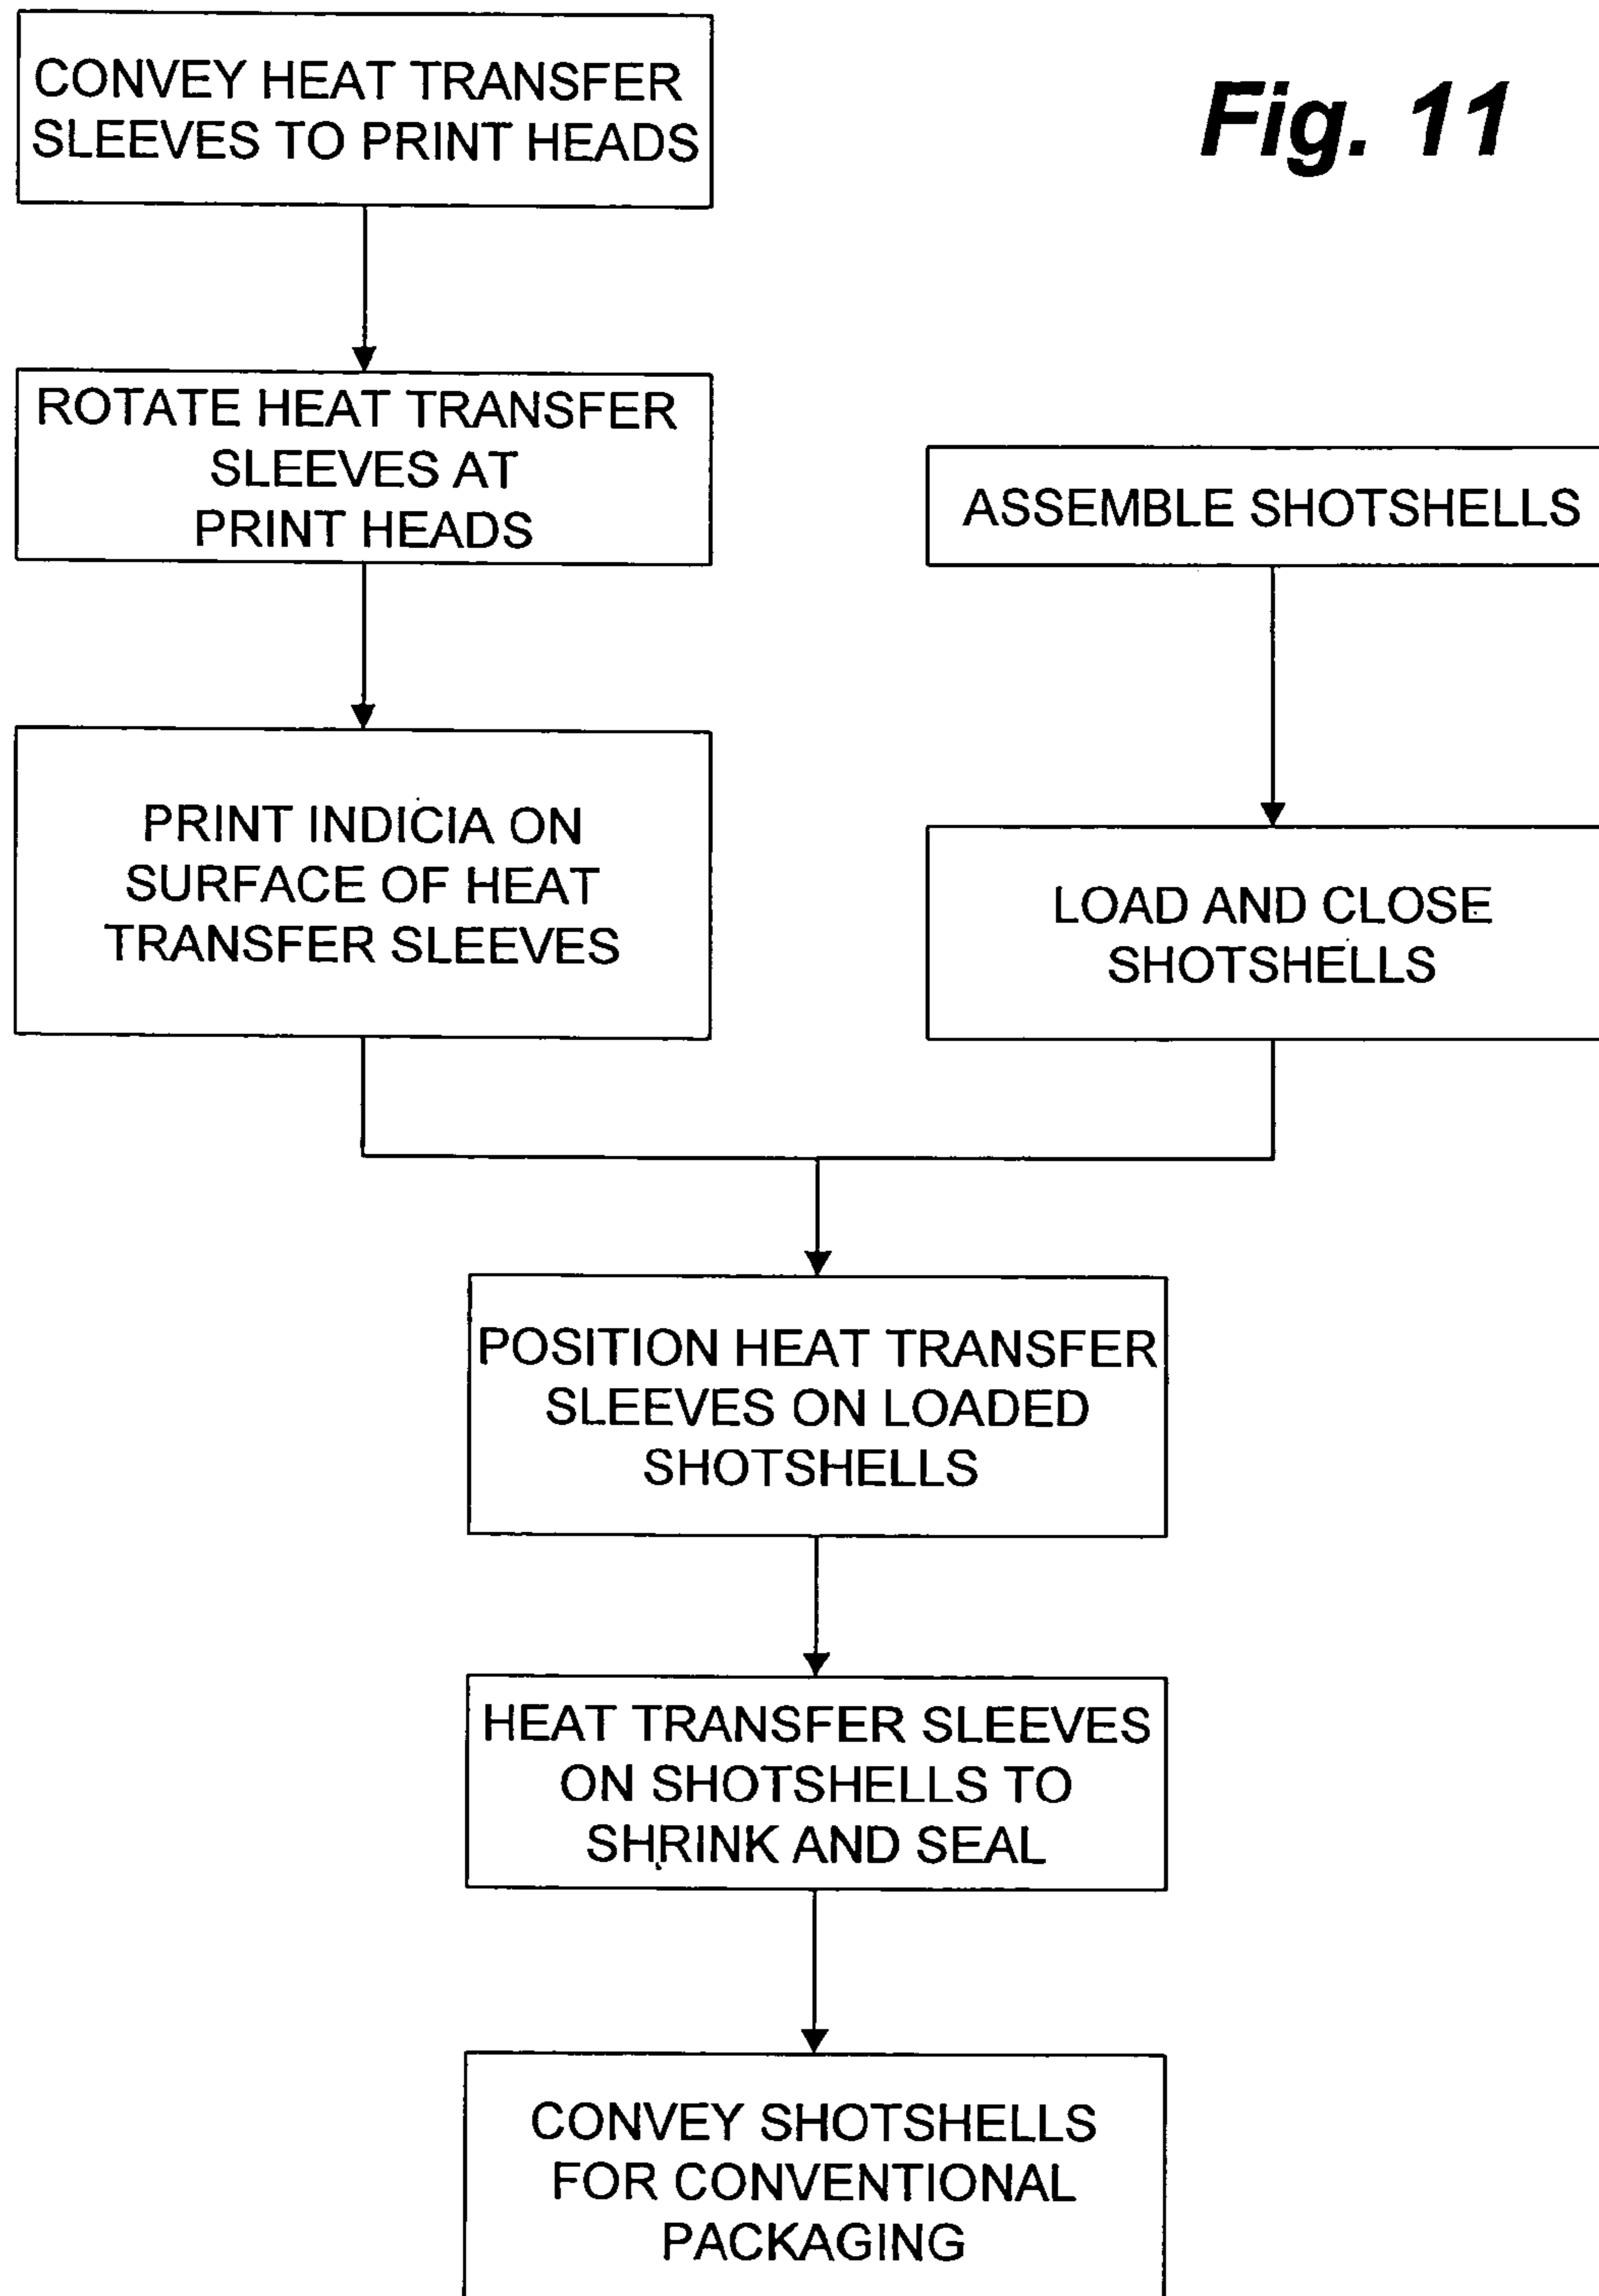 Fig. 11
CONVEY HEAT TRANSFER
SLEEVES TO PRINT HEADS
ROTATE HEAT TRANSFER
SLEEVES AT
PRINT HEADS
PRINT INDICIA ON
SURFACE OF HEAT
TRANSFER SLEEVES
ASSEMBLE SHOTSHELLS
LOAD AND CLOSE
SHOTSHELLS
POSITION HEAT TRANSFER
SLEEVES ON LOADED
SHOTSHELLS
HEAT TRANSFER SLEEVES
ON SHOTSHELLS TO
SHRINK AND SEAL
CONVEY SHOTSHELLS
FOR CONVENTIONAL
PACKAGING